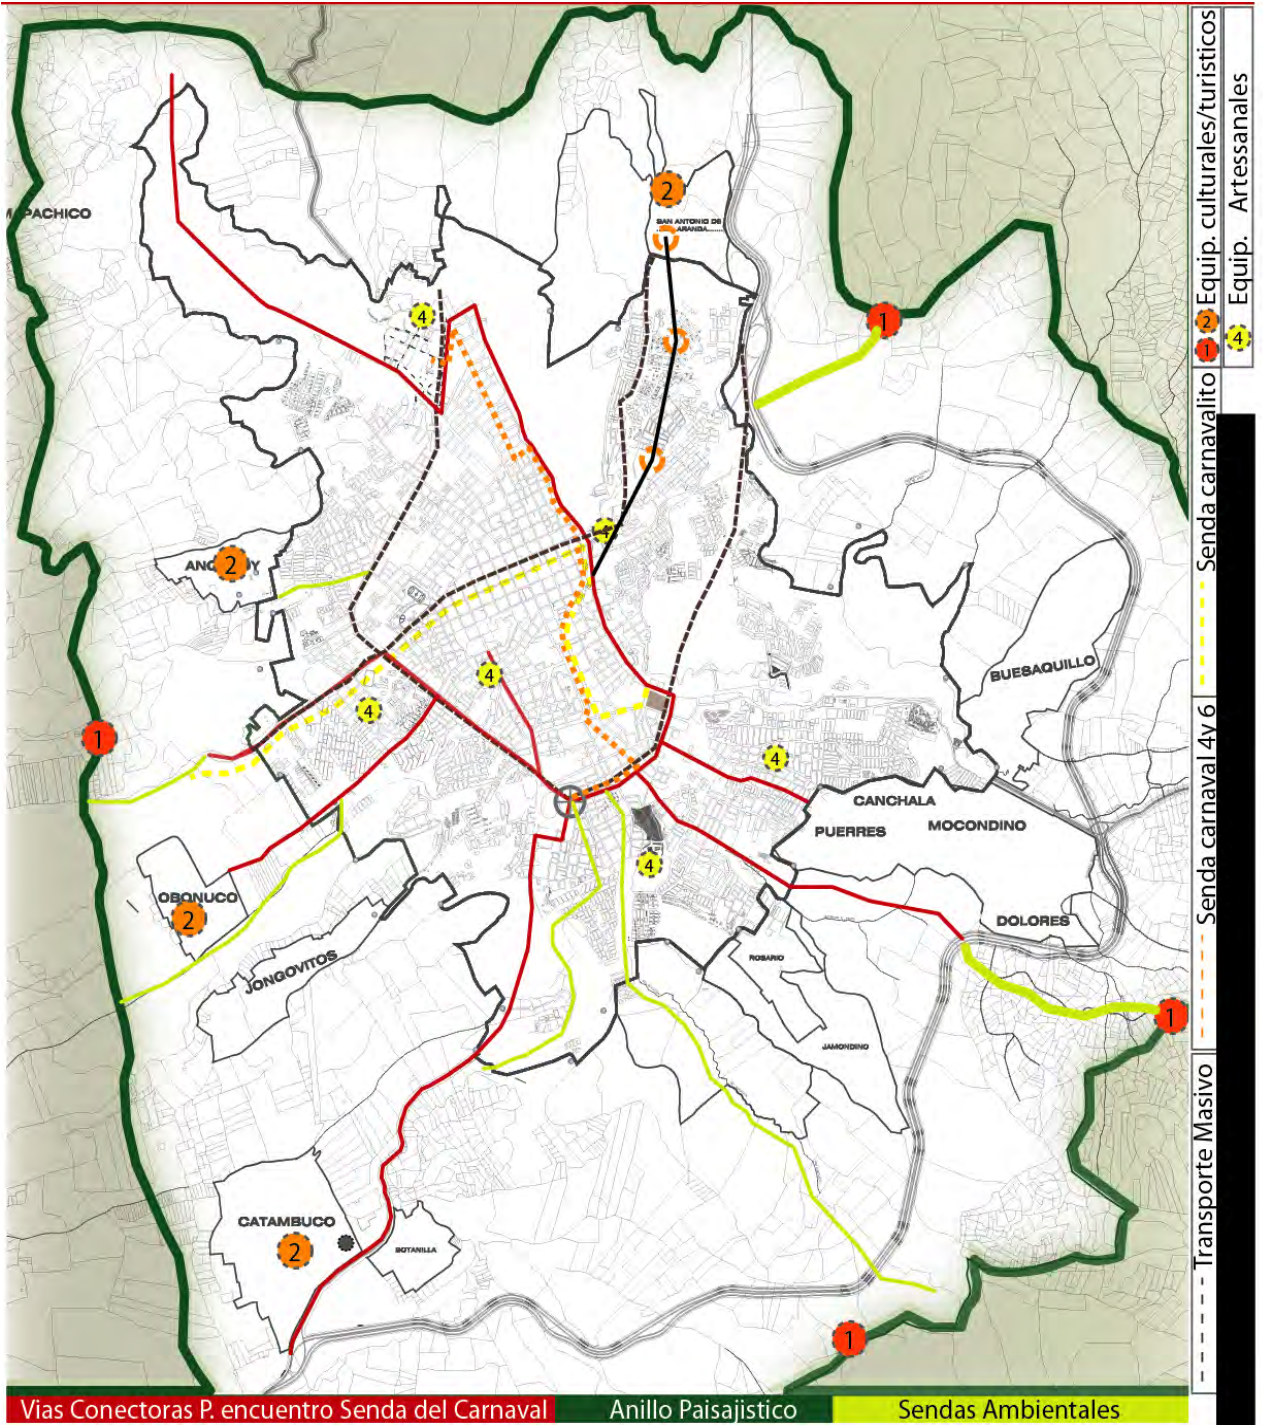 PACHICO
2
SAN ANTONIO DE
ARANDA
1
4
4
2
4
4
BUESAQUILLO
1
4
CANCHALA
PUERRES
MOCONDINO
4
OBONUCO
2
DOLORES
JONGOVITOS
ROSARIO
1
JAMONDINO
CATAMBUCO
2
BOTANILLA
1
Vias Conectoras P. encuentro Senda del Carnaval
Anillo Paisajistico
Sendas Ambientales
1 2 Equip. culturales/turisticos
4 Equip. Artessanales
Senda carnavalito
Senda carnaval 4y 6
Transporte Masivo